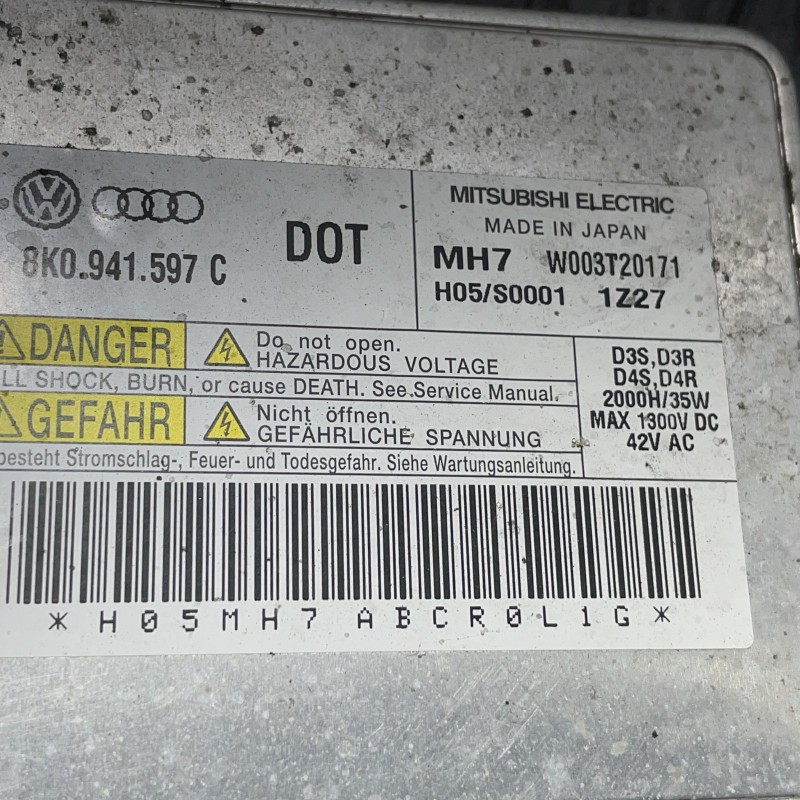 MITSUBISHI ELECTRIC
MADE IN JAPAN
8K0.941.597 C
DOT
MH7 W003T20171
H05/S0001 1Z27
DANGER
Do not open.
HAZARDOUS VOLTAGE
LL SHOCK, BURN, or cause DEATH. See Service Manual.
GEFAHR
Nicht öffnen.
GEFÄHRLICHE SPANNUNG
besteht Stromschlag-, Feuer- und Todesgefahr. Siehe Wartungsanleitung.
D3S,D3R
D4S,D4R
2000H/35W
MAX 1300V DC
42V AC
*H05MH7ABCR0L1G*